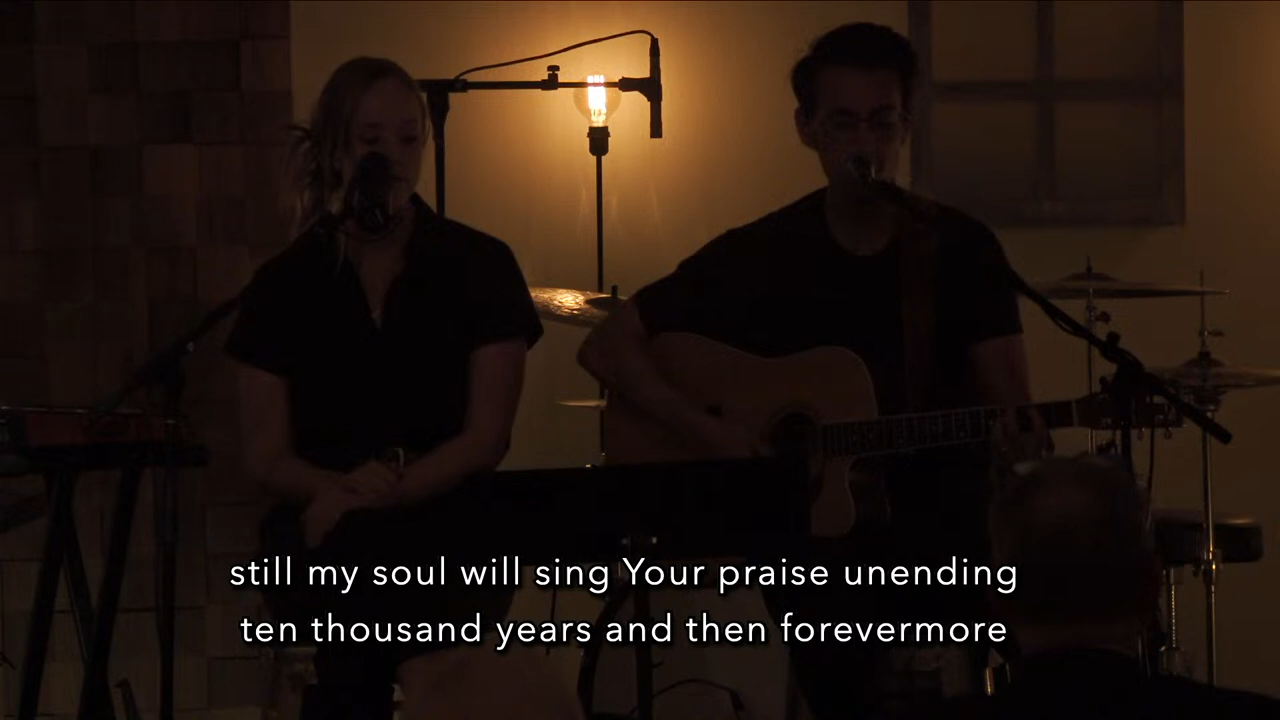 still my soul will sing Your praise unending
ten thousand years and then forevermore